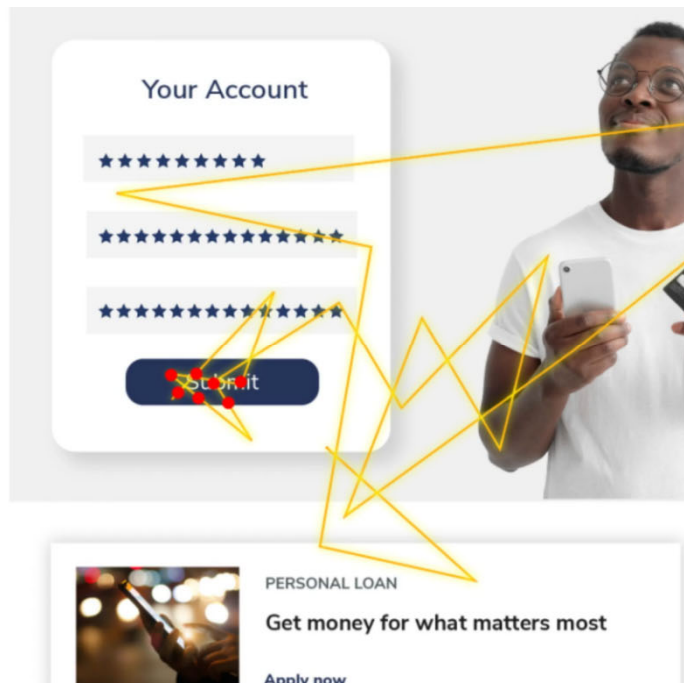 Your Account
Submit
PERSONAL LOAN
Get money for what matters most
Apply now